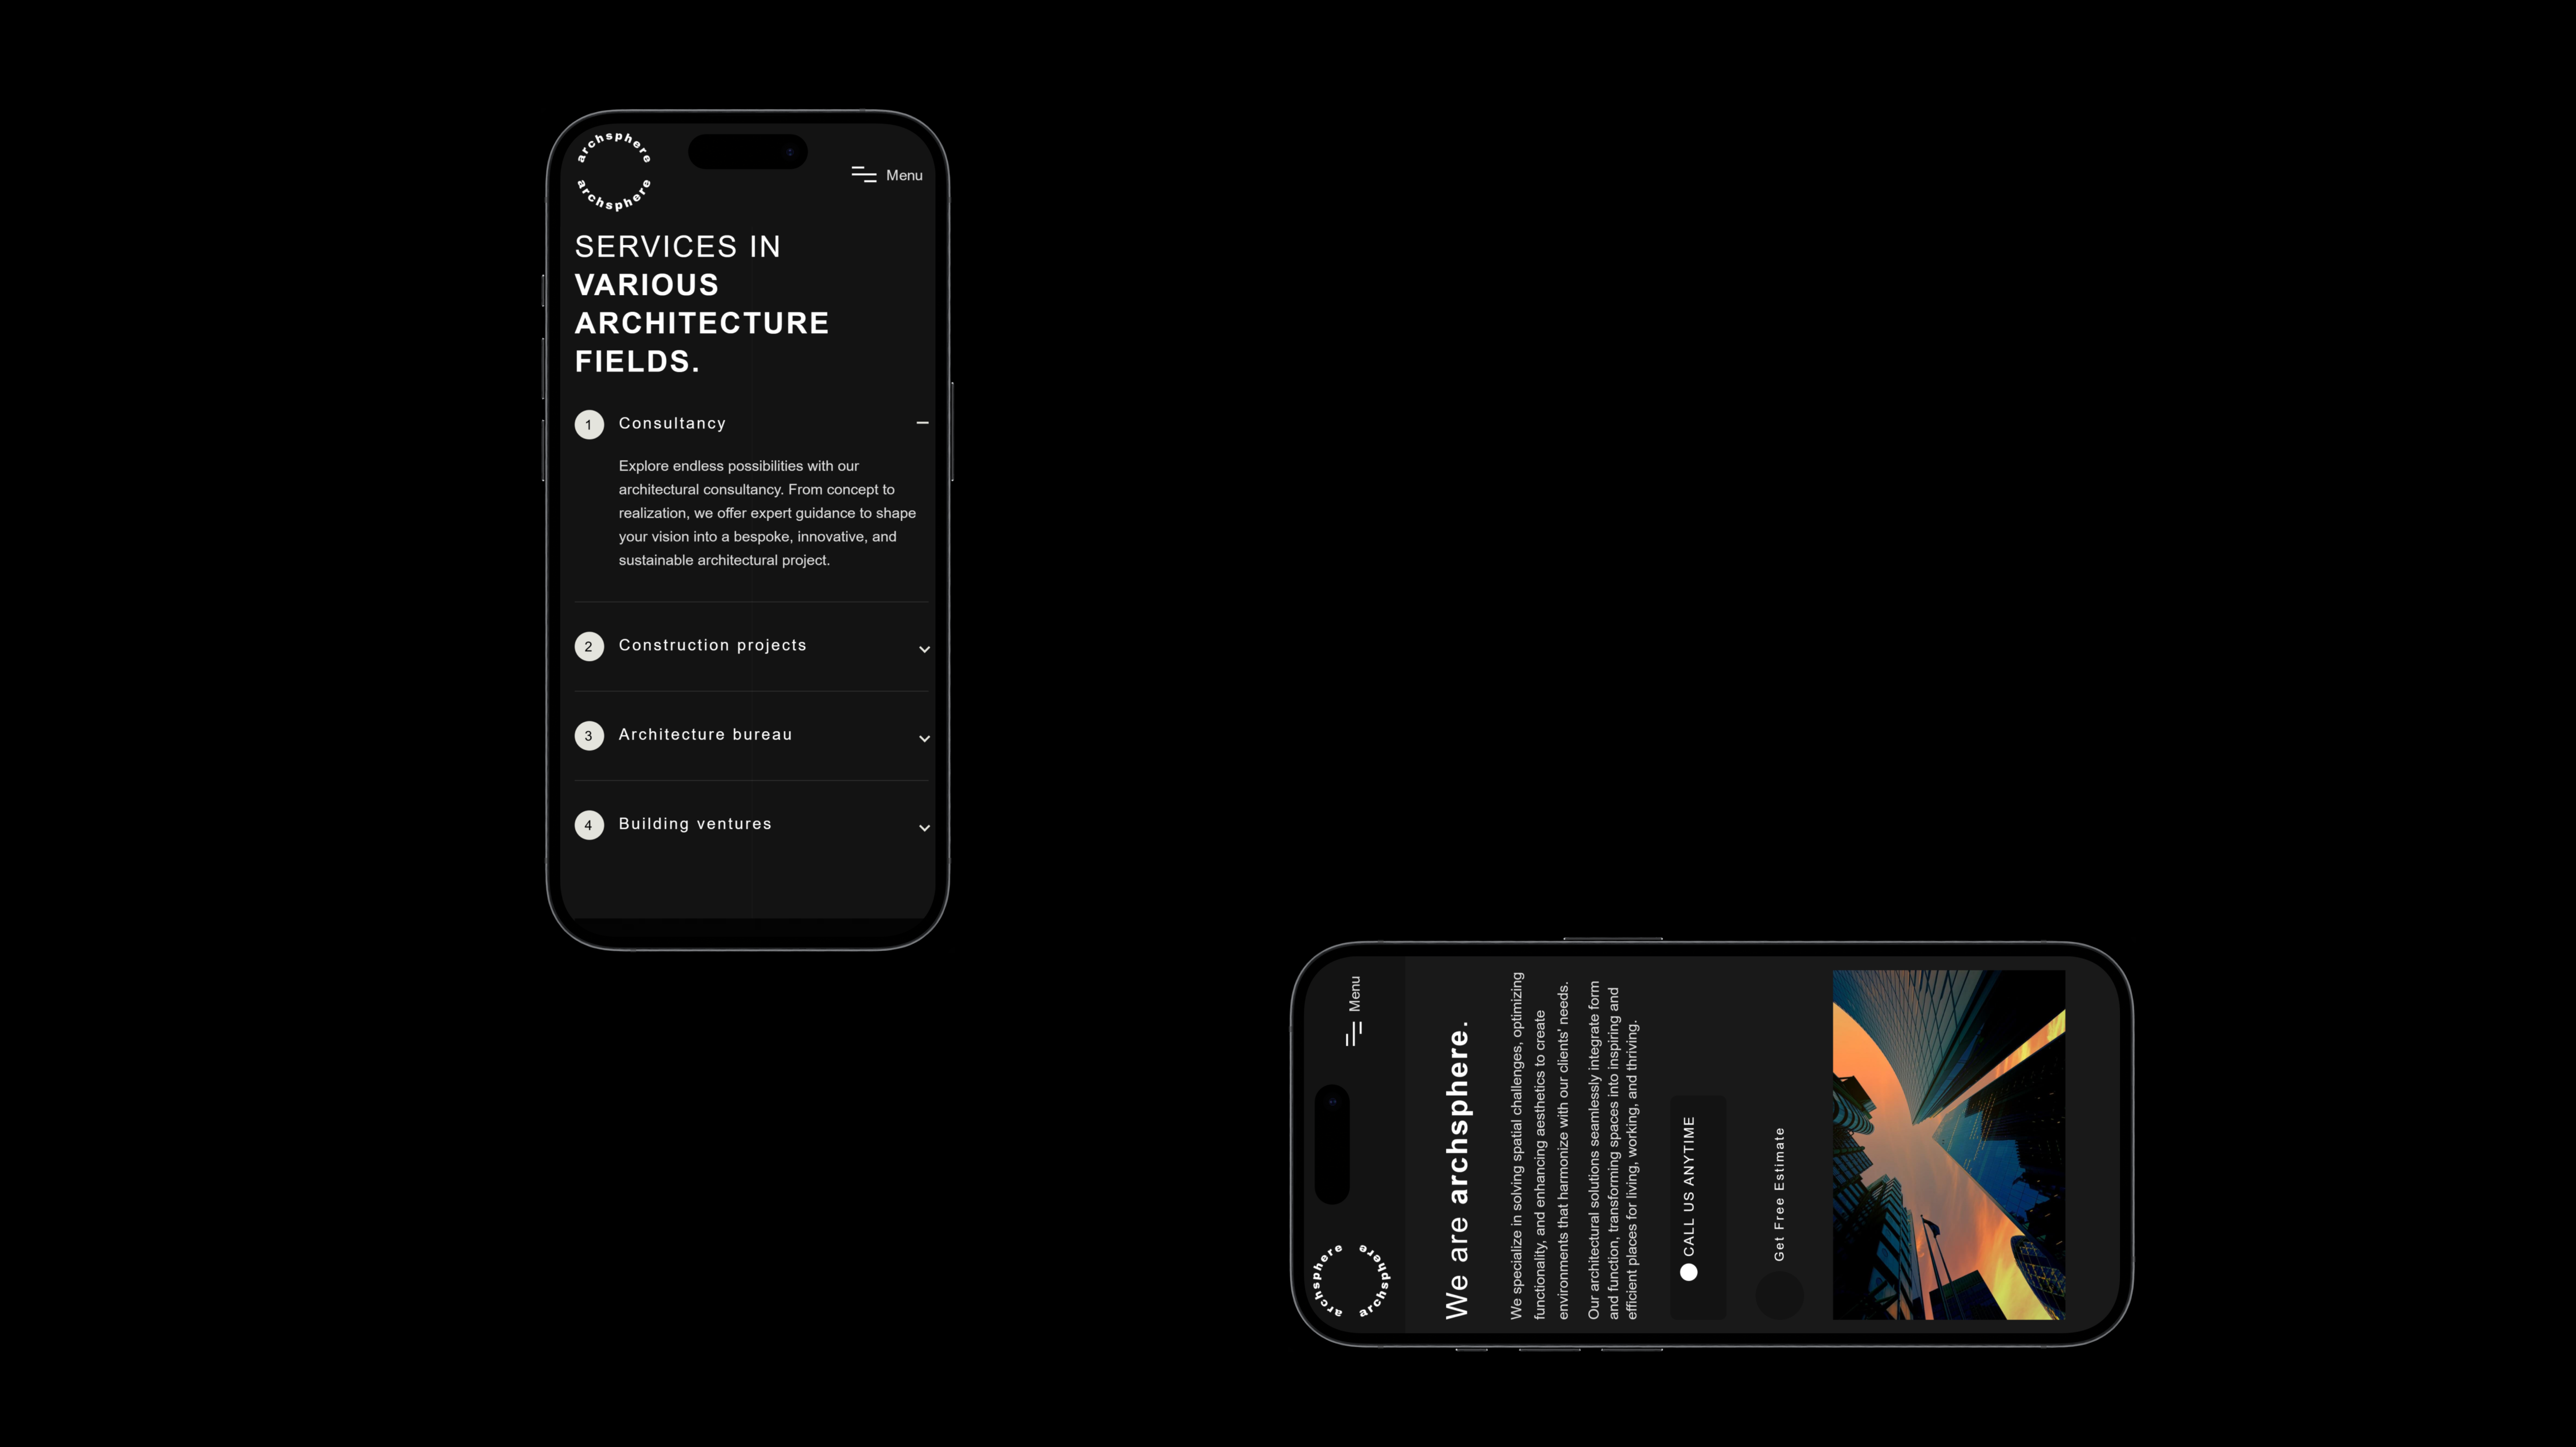 archsphere
archsphere
Menu
SERVICES IN
VARIOUS
ARCHITECTURE
FIELDS.
1 Consultancy
Explore endless possibilities with our
architectural consultancy. From concept to
realization, we offer expert guidance to shape
your vision into a bespoke, innovative, and
sustainable architectural project.
2 Construction projects
3 Architecture bureau
4 Building ventures
archsphere
archsphere
Menu
We are archsphere.
We specialize in solving spatial challenges, optimizing
functionality, and enhancing aesthetics to create
environments that harmonize with our clients' needs.
Our architectural solutions seamlessly integrate form
and function, transforming spaces into inspiring and
efficient places for living, working, and thriving.
CALL US ANYTIME
Get Free Estimate